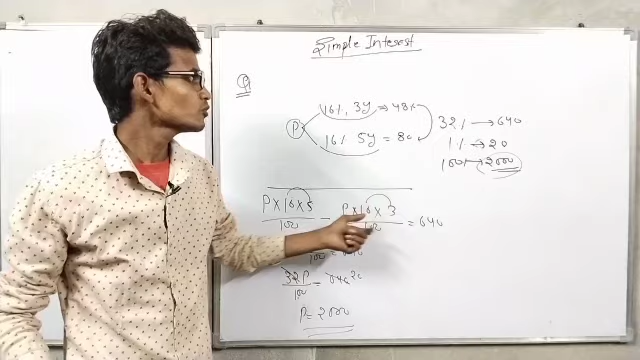 Simple Interest
Q
P
16%, 3y ⇒ 48%
16% 5y = 80
32% → 640
1% → 20
100% → 2000
P×16×5/100 - P×16×3/100 = 640
32P/100 = 640 20
P = 2000